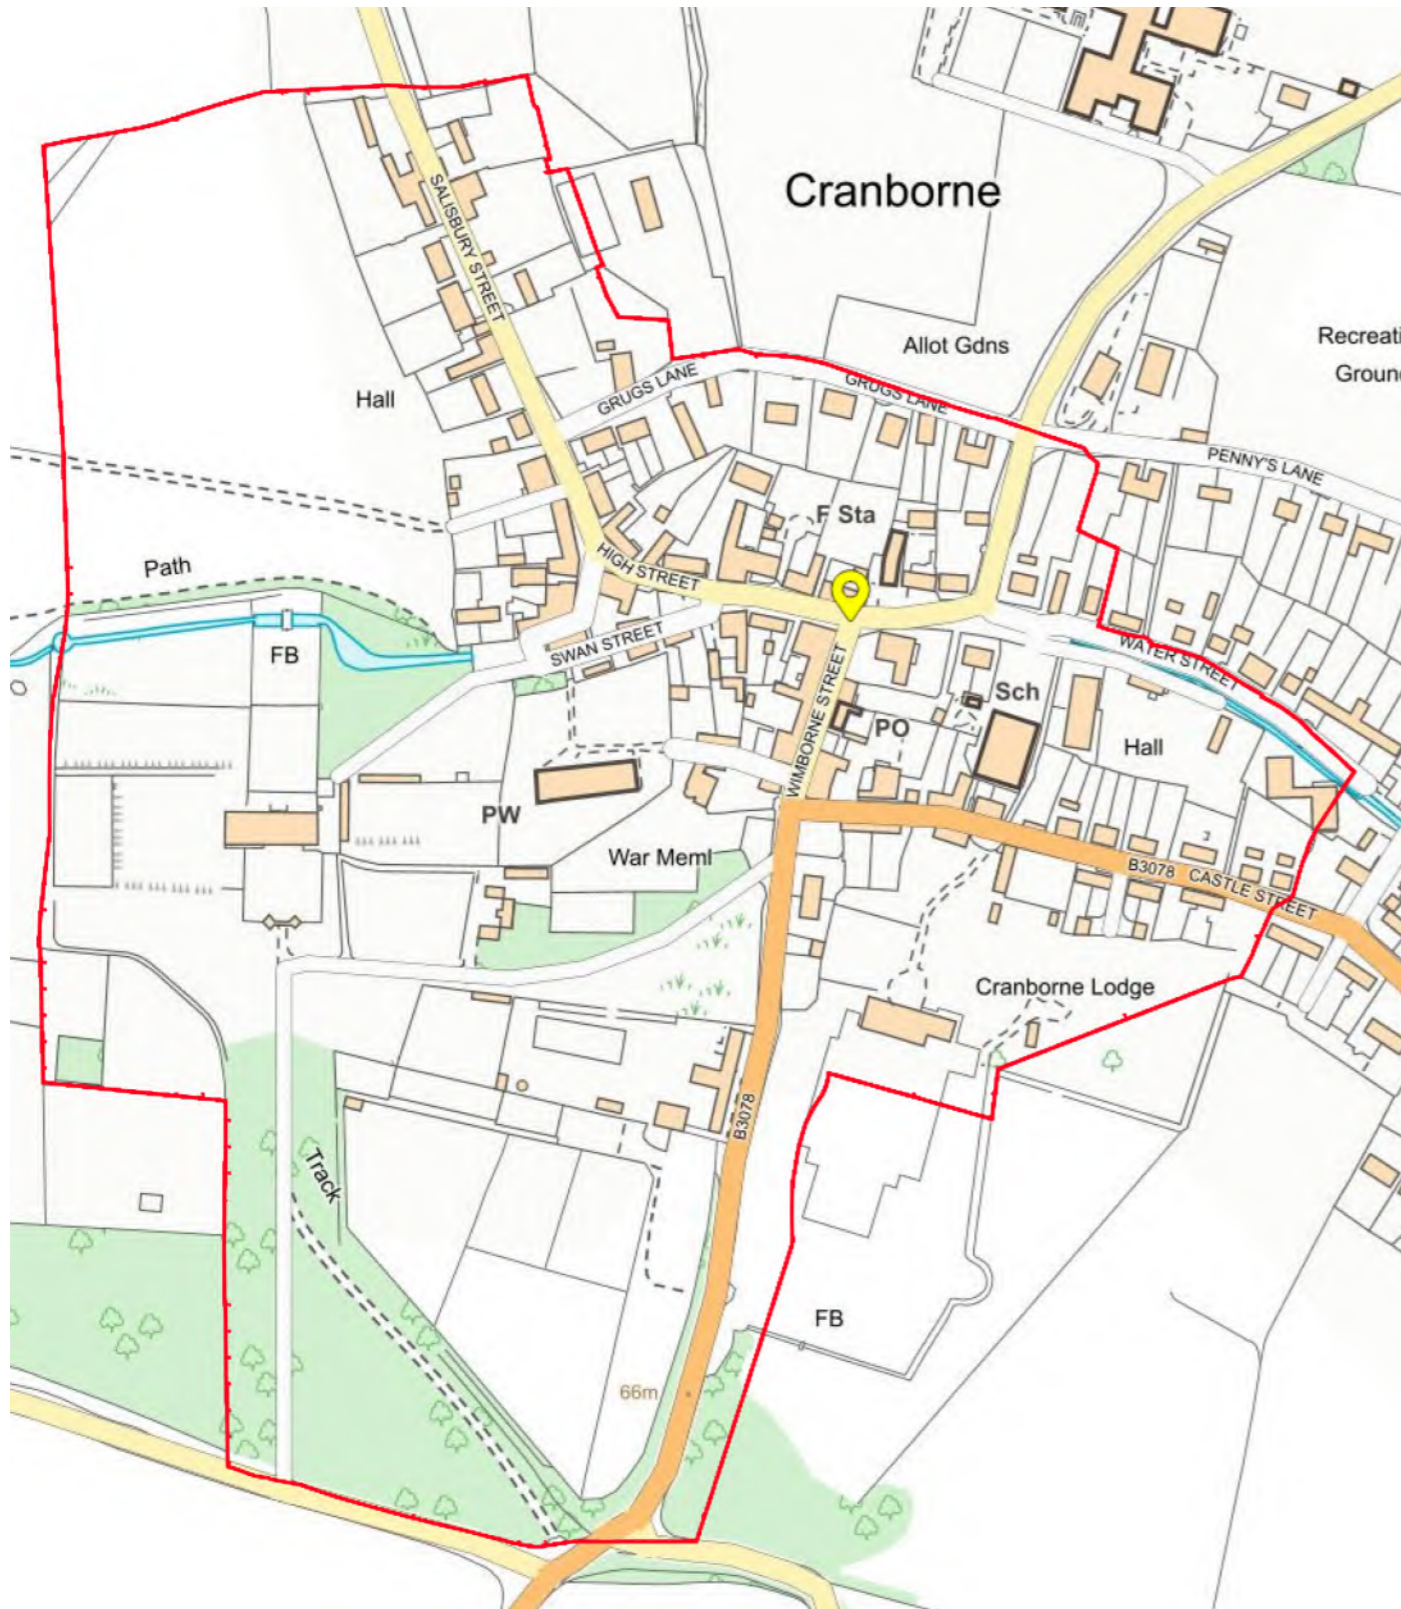 Cranborne
SALISBURY STREET
Recreati
Allot Gdns
Ground
GRUGS LANE
GRUGS LANE
Hall
PENNY'S LANE
F Sta
Path
HIGH STREET
SWAN STREET
FB
WATER STREET
WIMBORNE STREET
Sch
PO
Hall
PW
War Meml
B3078
CASTLE STREET
Cranborne Lodge
B3078
Track
FB
66m